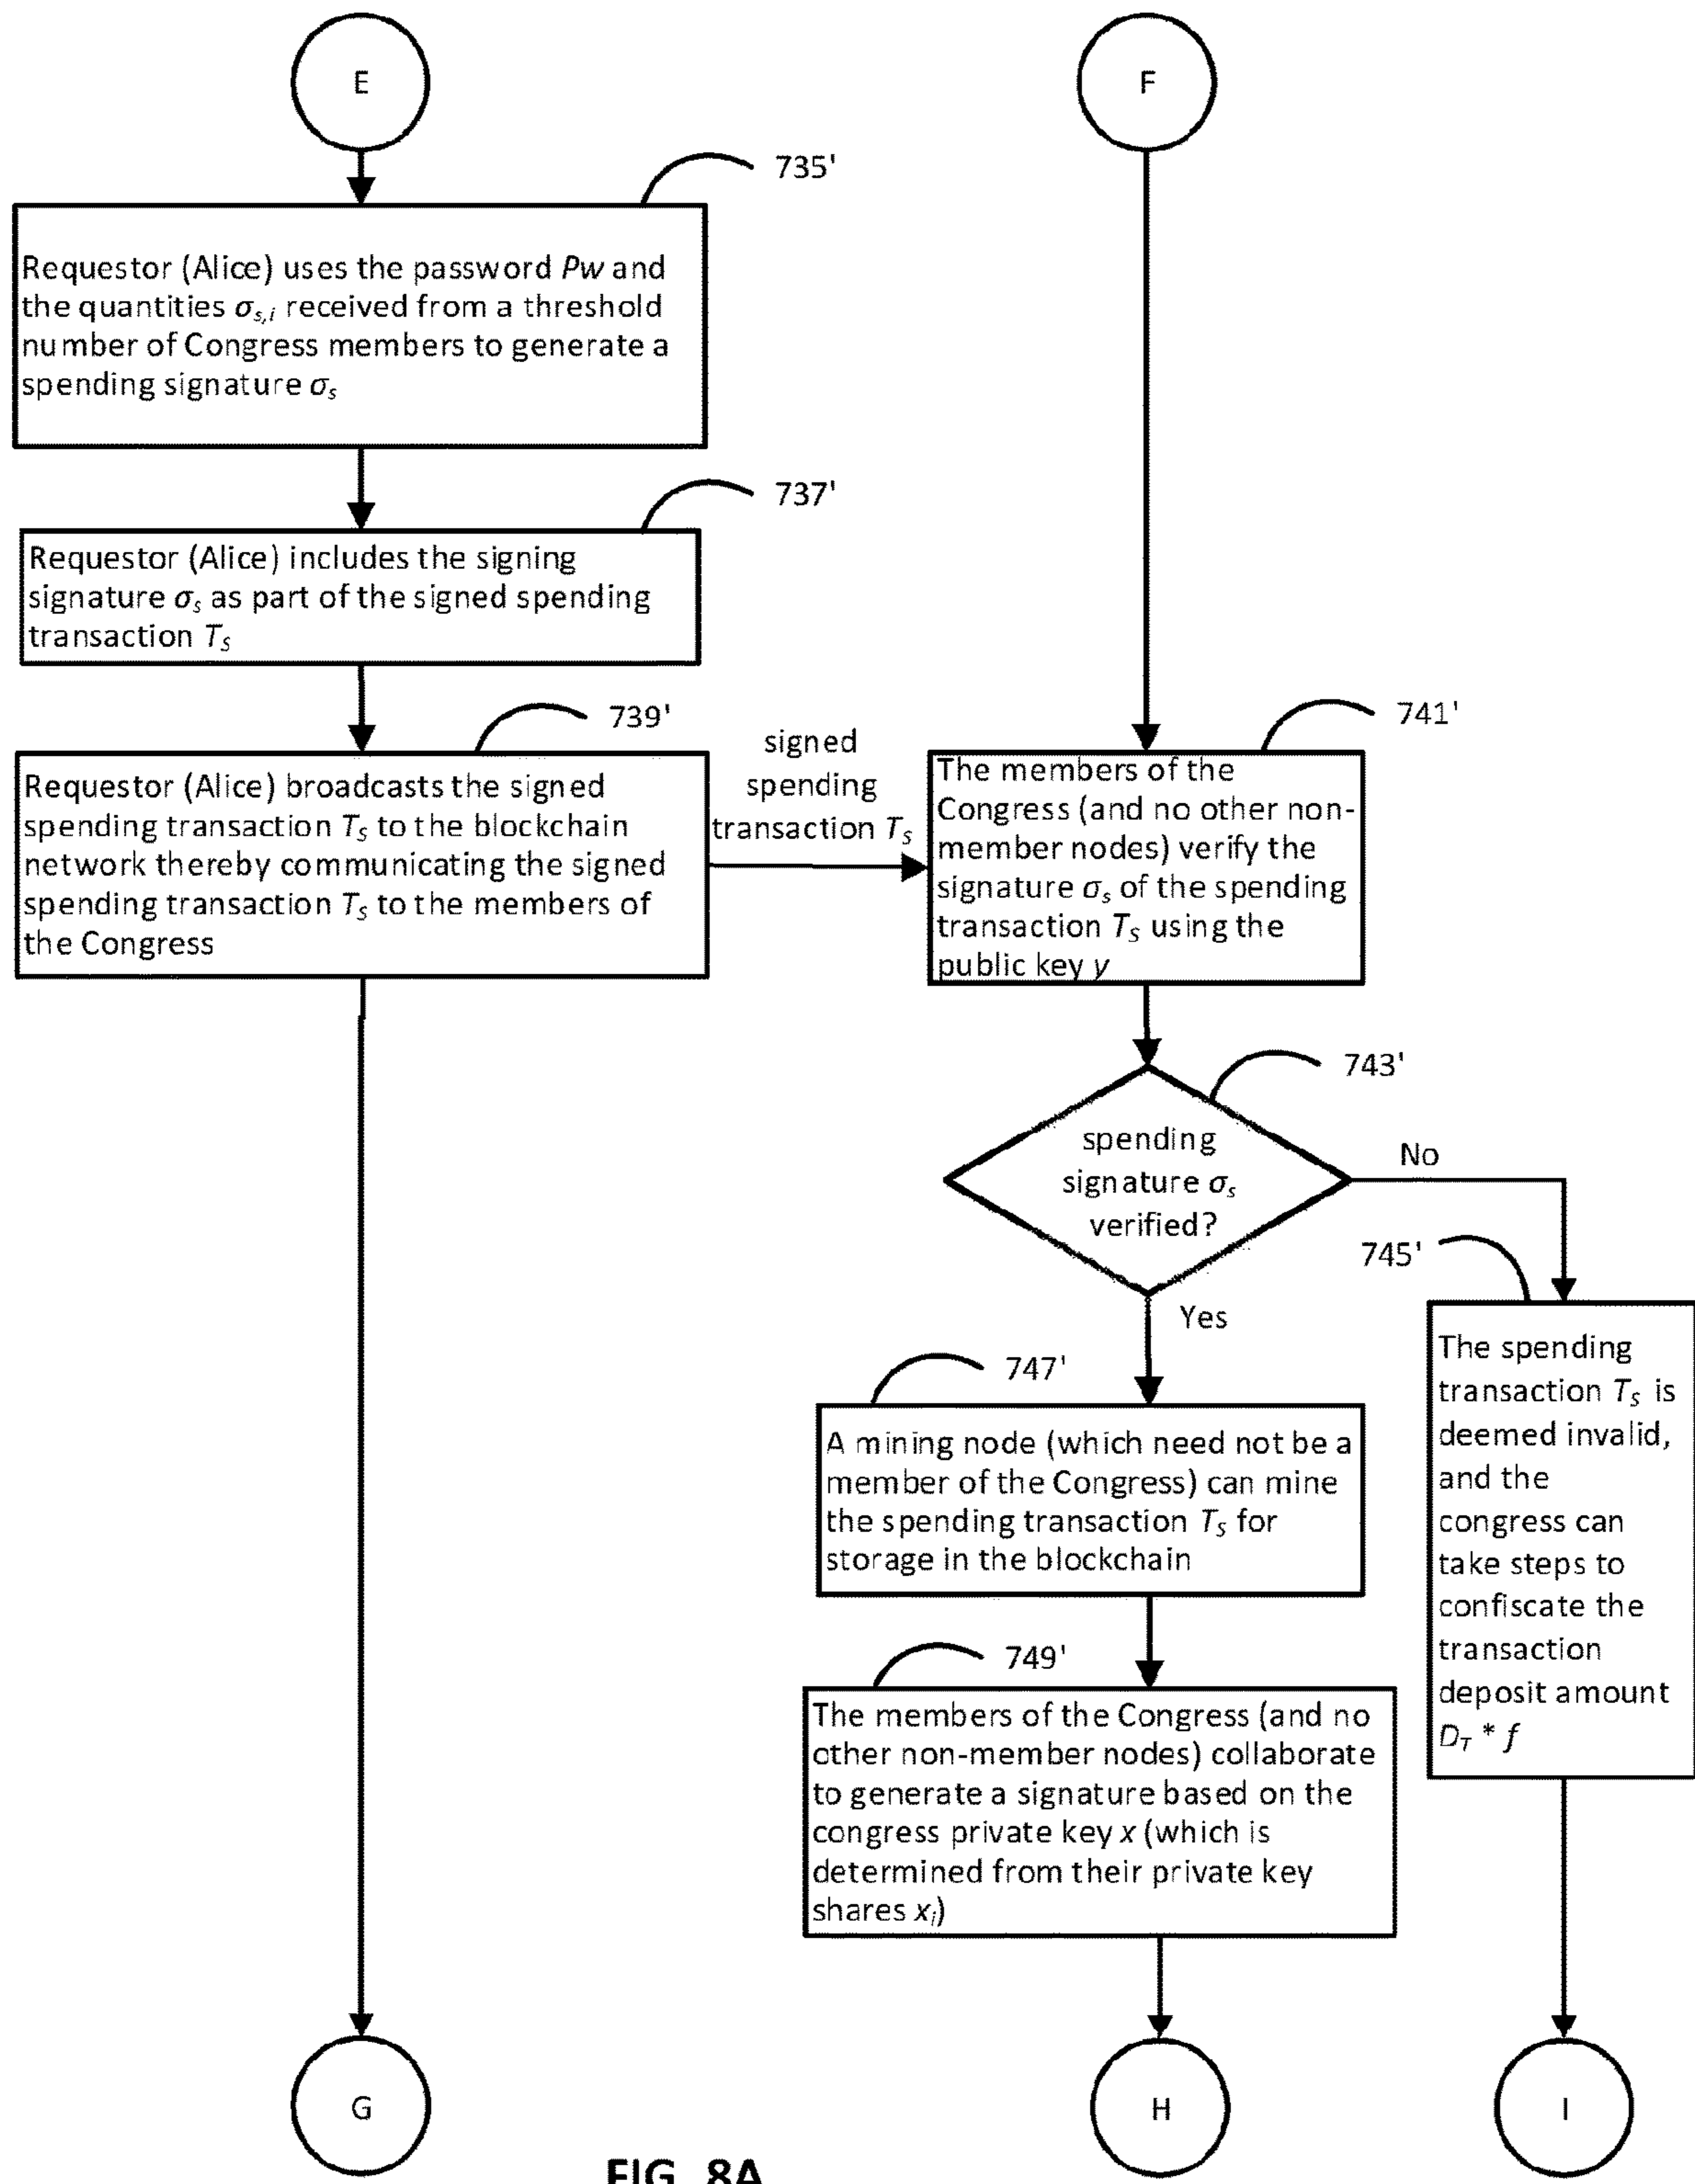 E
F
735'
Requestor (Alice) uses the password Pw and
the quantities σs,i received from a threshold
number of Congress members to generate a
spending signature σs
737'
Requestor (Alice) includes the signing
signature σs as part of the signed spending
transaction Ts
739'
Requestor (Alice) broadcasts the signed
spending transaction Ts to the blockchain
network thereby communicating the signed
spending transaction Ts to the members of
the Congress
signed
spending
transaction Ts
741'
The members of the
Congress (and no other non-
member nodes) verify the
signature σs of the spending
transaction Ts using the
public key y
743'
spending
signature σs
verified?
No
Yes
745'
The spending
transaction Ts is
deemed invalid,
and the
congress can
take steps to
confiscate the
transaction
deposit amount
DT * f
747'
A mining node (which need not be a
member of the Congress) can mine
the spending transaction Ts for
storage in the blockchain
749'
The members of the Congress (and no
other non-member nodes) collaborate
to generate a signature based on the
congress private key x (which is
determined from their private key
shares xi)
G
H
I
FIG. 8A